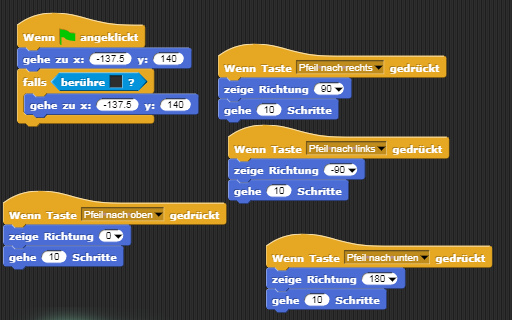 Wenn angeklickt
gehe zu x: -137.5 y: 140
falls berühre ?
gehe zu x: -137.5 y: 140
Wenn Taste Pfeil nach rechts gedrückt
zeige Richtung 90
gehe 10 Schritte
Wenn Taste Pfeil nach links gedrückt
zeige Richtung -90
gehe 10 Schritte
Wenn Taste Pfeil nach oben gedrückt
zeige Richtung 0
gehe 10 Schritte
Wenn Taste Pfeil nach unten gedrückt
zeige Richtung 180
gehe 10 Schritte